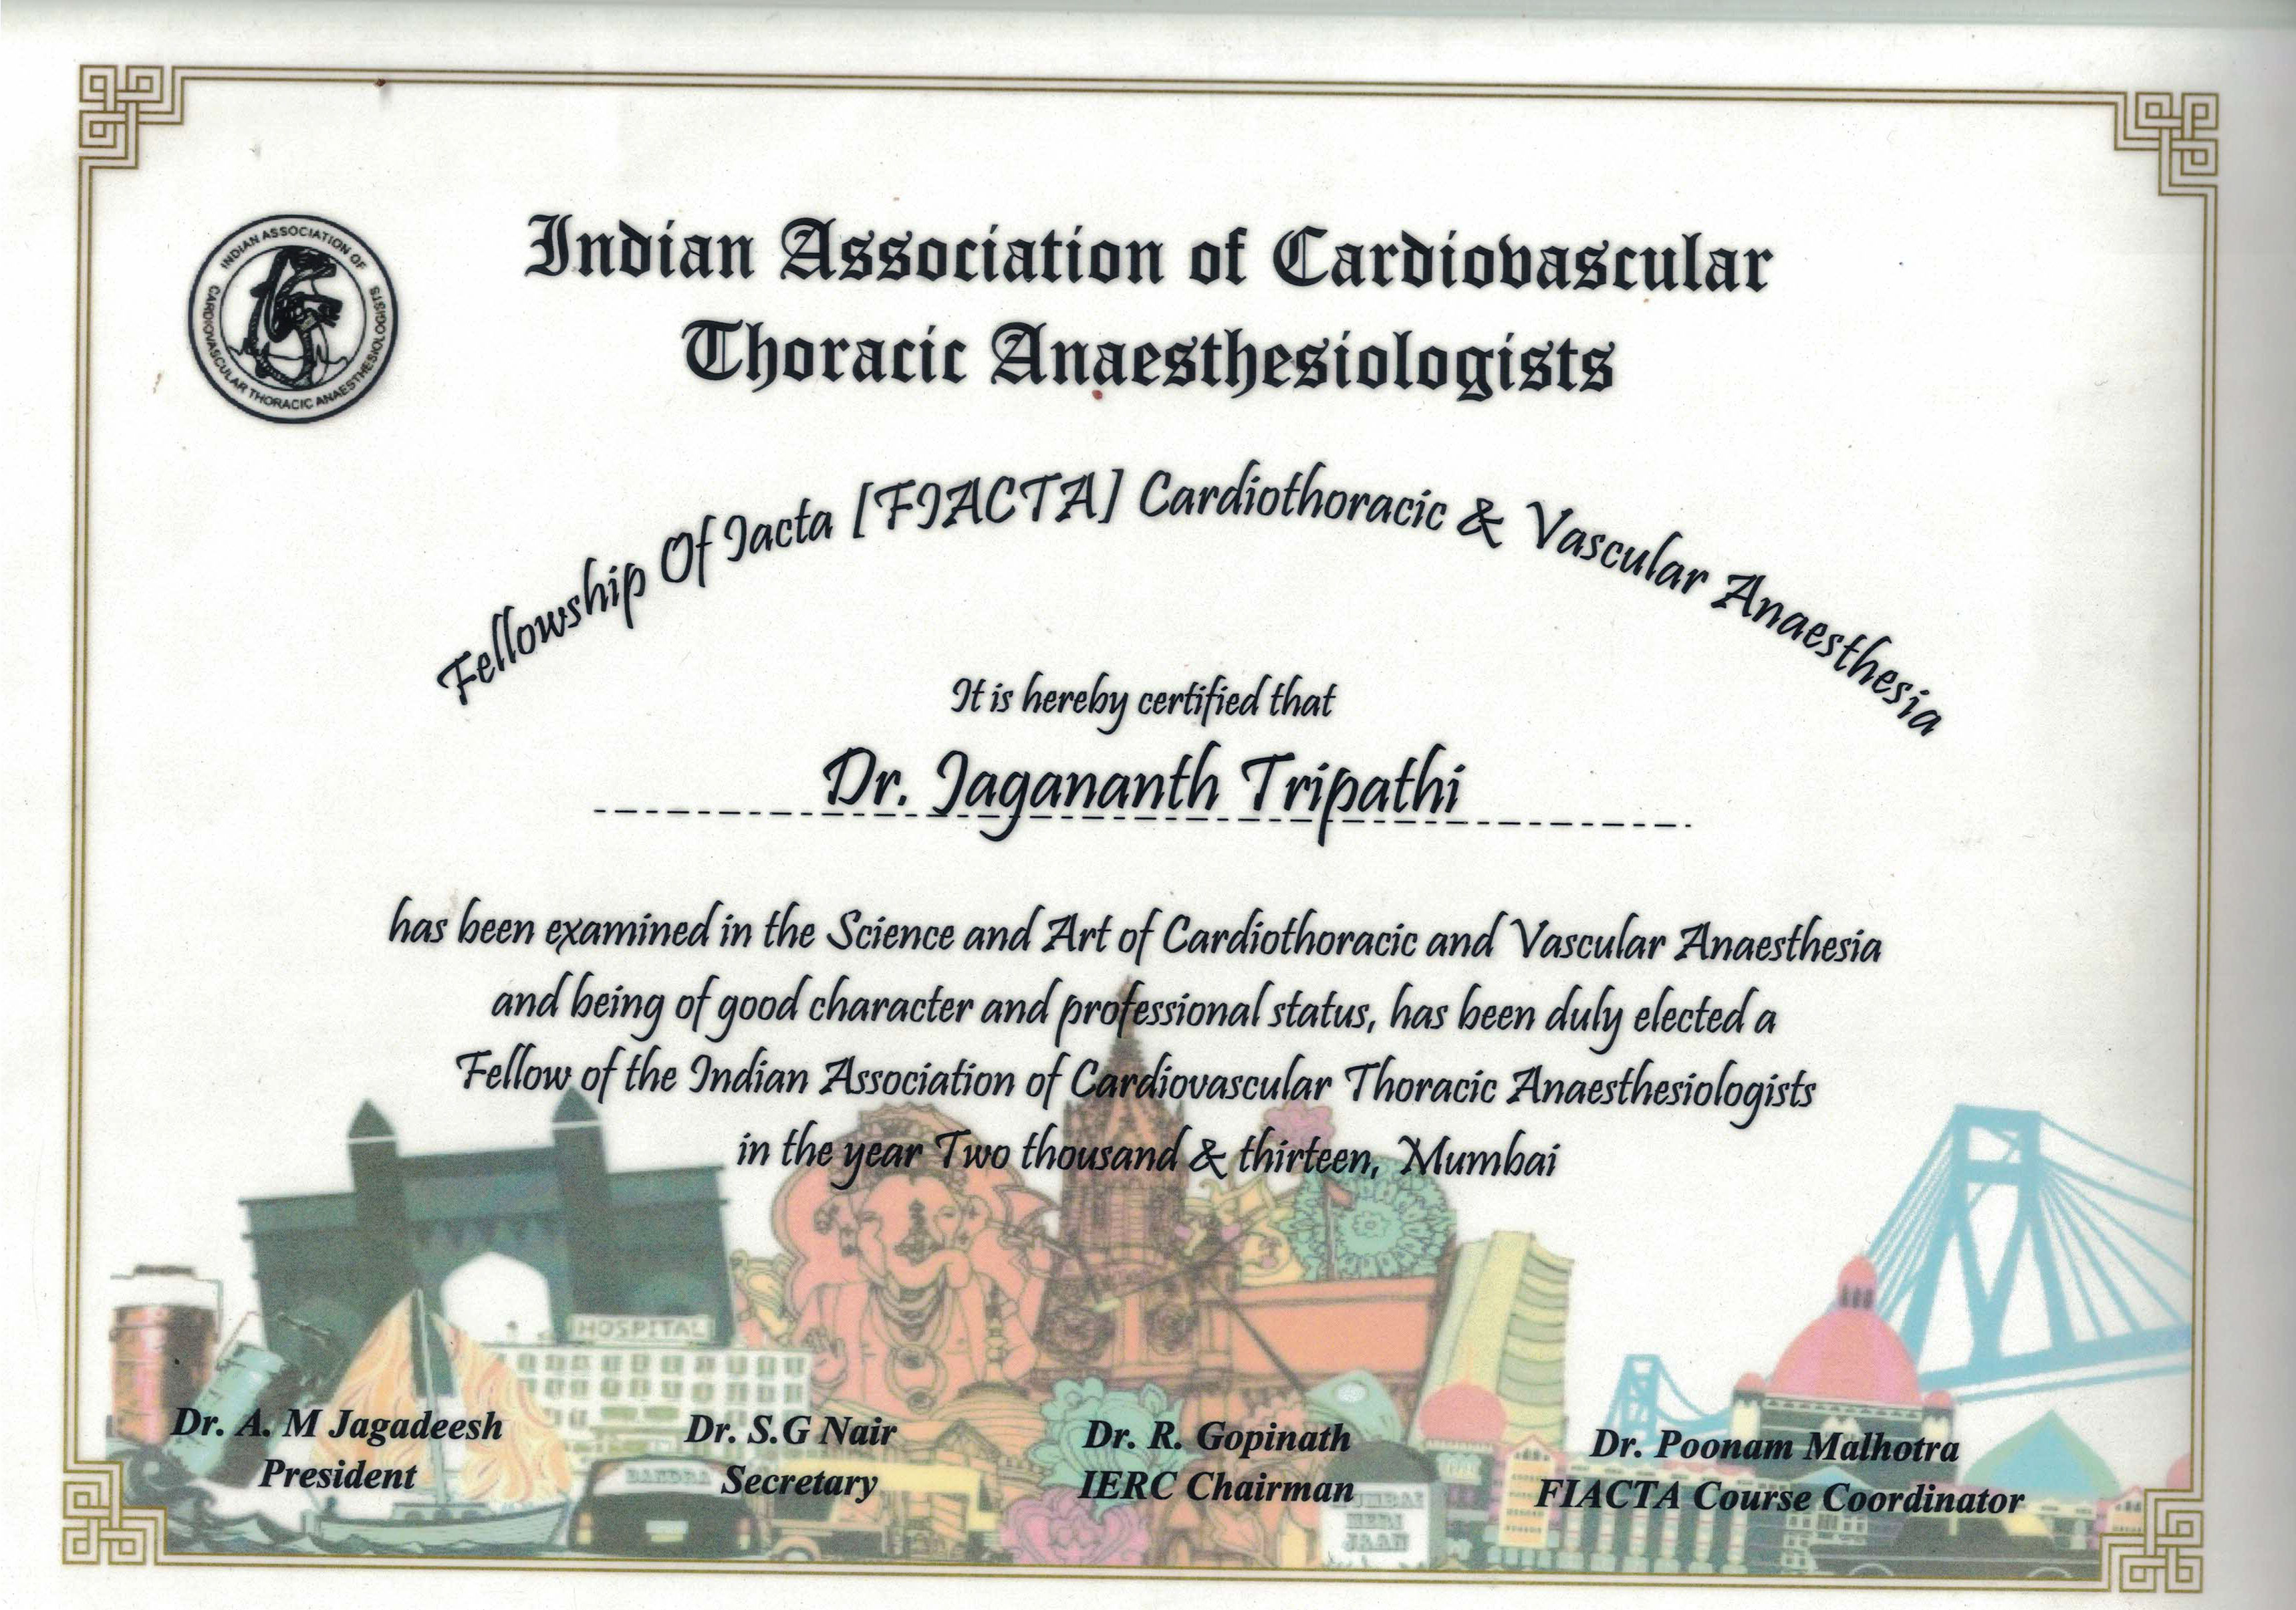 INDIAN ASSOCIATION OF
CARDIOVASCULAR THORACIC ANAESTHESIOLOGISTS
Indian Association of Cardiovascular
Thoracic Anaesthesiologists
Fellowship Of Iacta [FIACTA] Cardiothoracic & Vascular Anaesthesia
It is hereby certified that
Dr. Jagananth Tripathi
has been examined in the Science and Art of Cardiothoracic and Vascular Anaesthesia
and being of good character and professional status, has been duly elected a
Fellow of the Indian Association of Cardiovascular Thoracic Anaesthesiologists
in the year Two thousand & thirteen, Mumbai
HOSPITAL
Dr. A. M Jagadeesh
President
Dr. S.G Nair
Secretary
Dr. R. Gopinath
IERC Chairman
Dr. Poonam Malhotra
FIACTA Course Coordinator
BANDRA
MUMBAI
MERI
JAAN